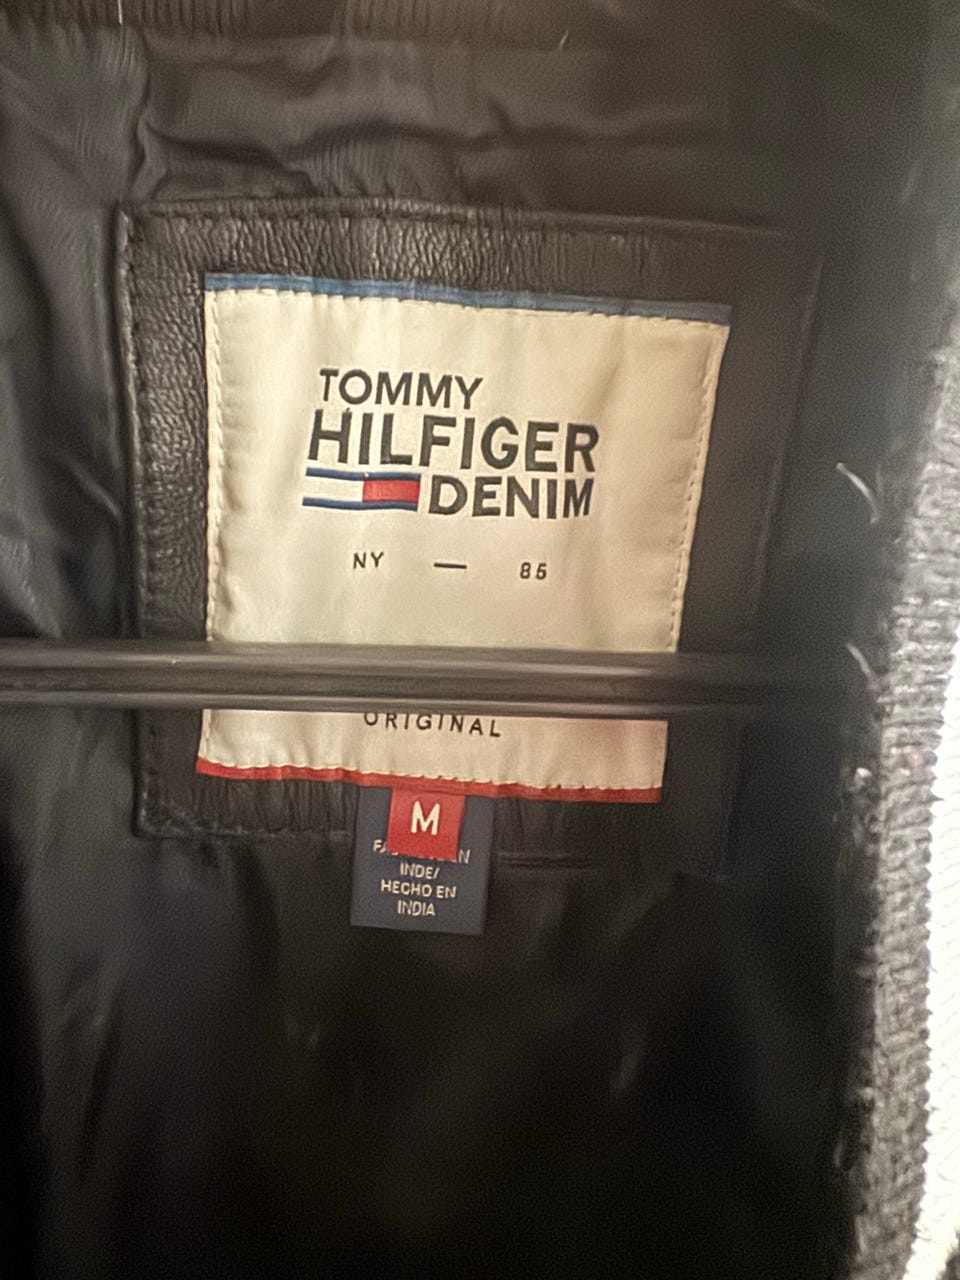 TOMMY
HILFIGER
DENIM
NY — 85
ORIGINAL
M
INDE/
HECHO EN
INDIA